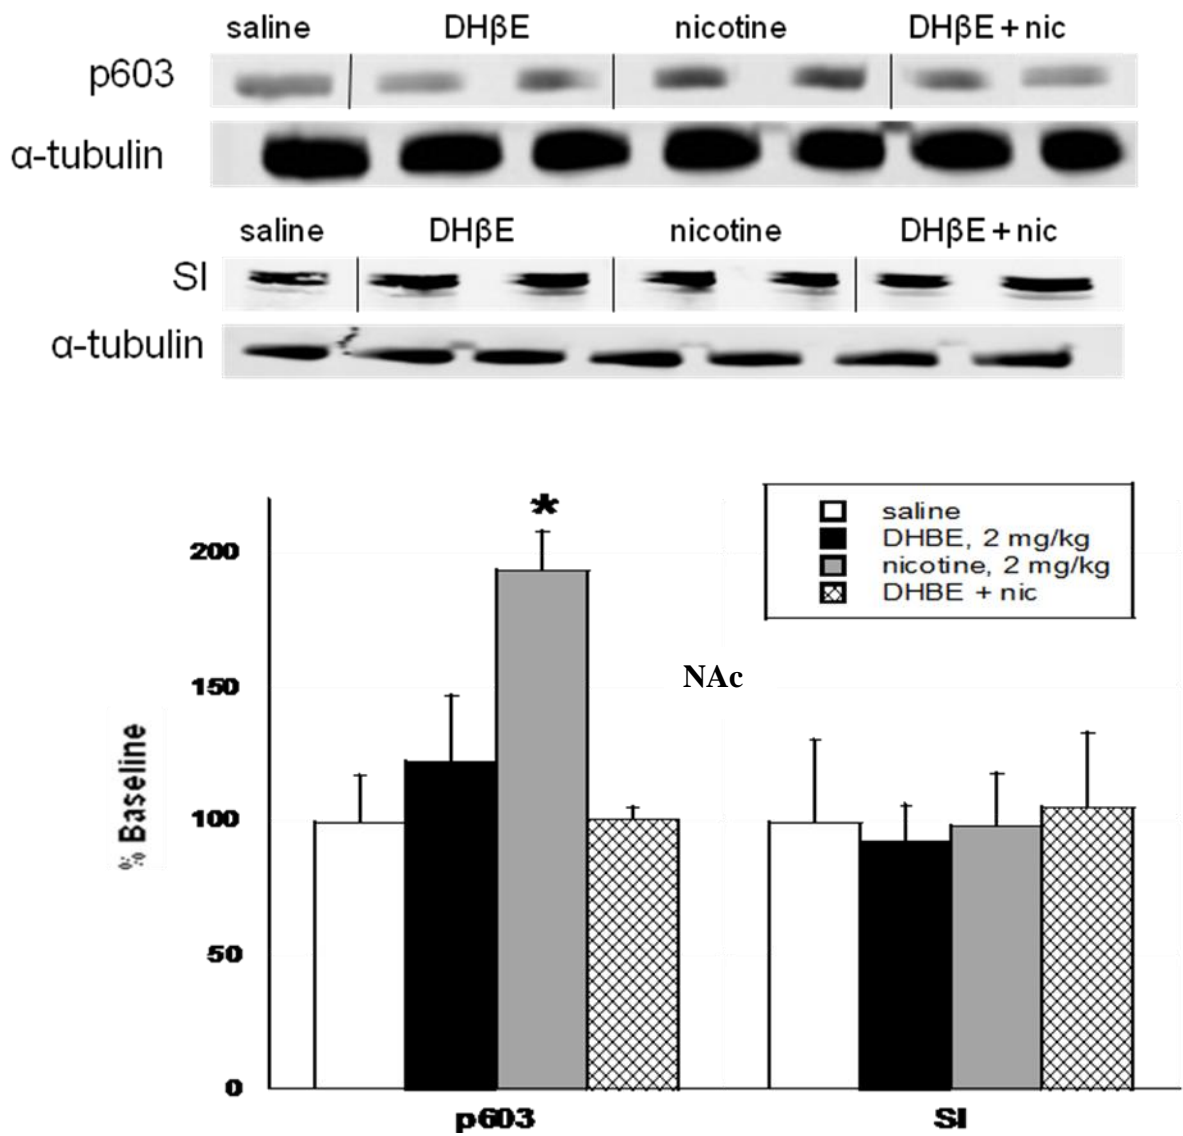 saline DHβE nicotine DHβE + nic
p603
α-tubulin
saline DHβE nicotine DHβE + nic
SI
α-tubulin
*
saline
DHBE, 2 mg/kg
nicotine, 2 mg/kg
DHBE + nic
NAc
% Baseline
200
150
100
50
0
p603 SI